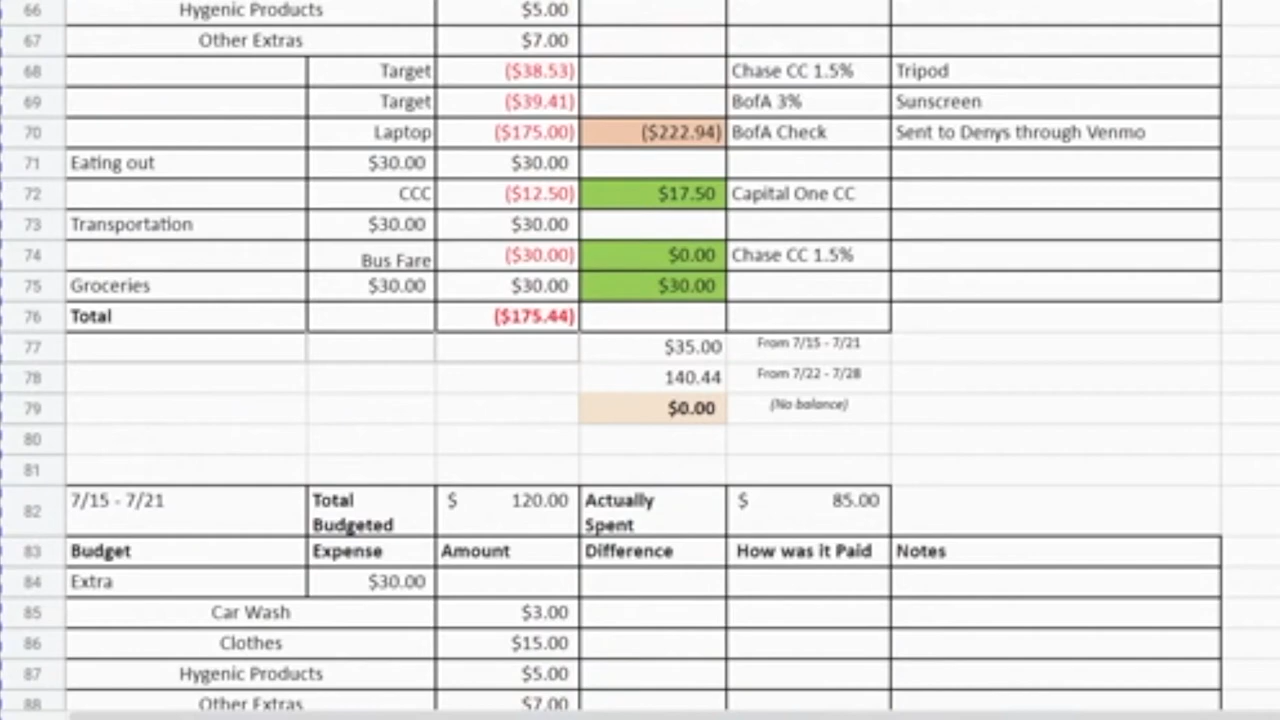 66 Hygenic Products $5.00
67 Other Extras $7.00
68 Target ($38.53) Chase CC 1.5% Tripod
69 Target ($39.41) BofA 3% Sunscreen
70 Laptop ($175.00) ($222.94) BofA Check Sent to Denys through Venmo
71 Eating out $30.00 $30.00
72 CCC ($12.50) $17.50 Capital One CC
73 Transportation $30.00 $30.00
74 Bus Fare ($30.00) $0.00 Chase CC 1.5%
75 Groceries $30.00 $30.00 $30.00
76 Total ($175.44)
77 $35.00 From 7/15 - 7/21
78 140.44 From 7/22 - 7/28
79 $0.00 (No balance)
80
81
82 7/15 - 7/21 Total Budgeted $ 120.00 Actually Spent $ 85.00
83 Budget Expense Amount Difference How was it Paid Notes
84 Extra $30.00
85 Car Wash $3.00
86 Clothes $15.00
87 Hygenic Products $5.00
88 Other Extras $7.00